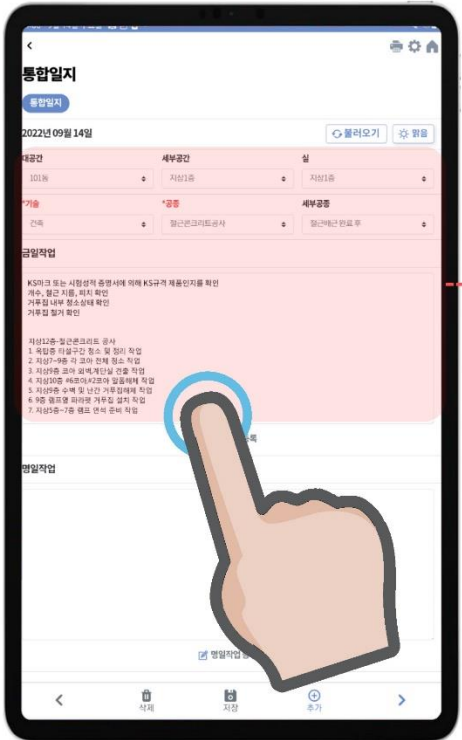 통합일지
통합일지
2022년 09월 14일
불러오기
맑음
대공간
세부공간
실
101동
지상1층
지상1층
*기술
*공종
세부공종
건축
철근콘크리트공사
철근배근 완료 후
금일작업
KS마크 또는 시험성적 증명서에 의해 KS규격 제품인지를 확인
개수, 철근 지름, 피치 확인
거푸집 내부 청소상태 확인
거푸집 철거 확인
지상12층-철근콘크리트 공사
1. 옥탑층 타설구간 청소 및 정리 작업
2. 지상7~9층 각 코아 전체 청소 작업
3. 지상9층 코아 외벽,계단실 견출 작업
4. 지상10층 #6코아,#2코아 알폼해체 작업
5. 지상9층 수벽 및 난간 거푸집해체 작업
6. 9층 램프옆 파라펫 거푸집 설치 작업
7. 지상5층~7층 램프 면석 준비 작업
명일작업
명일작업
삭제
저장
추가